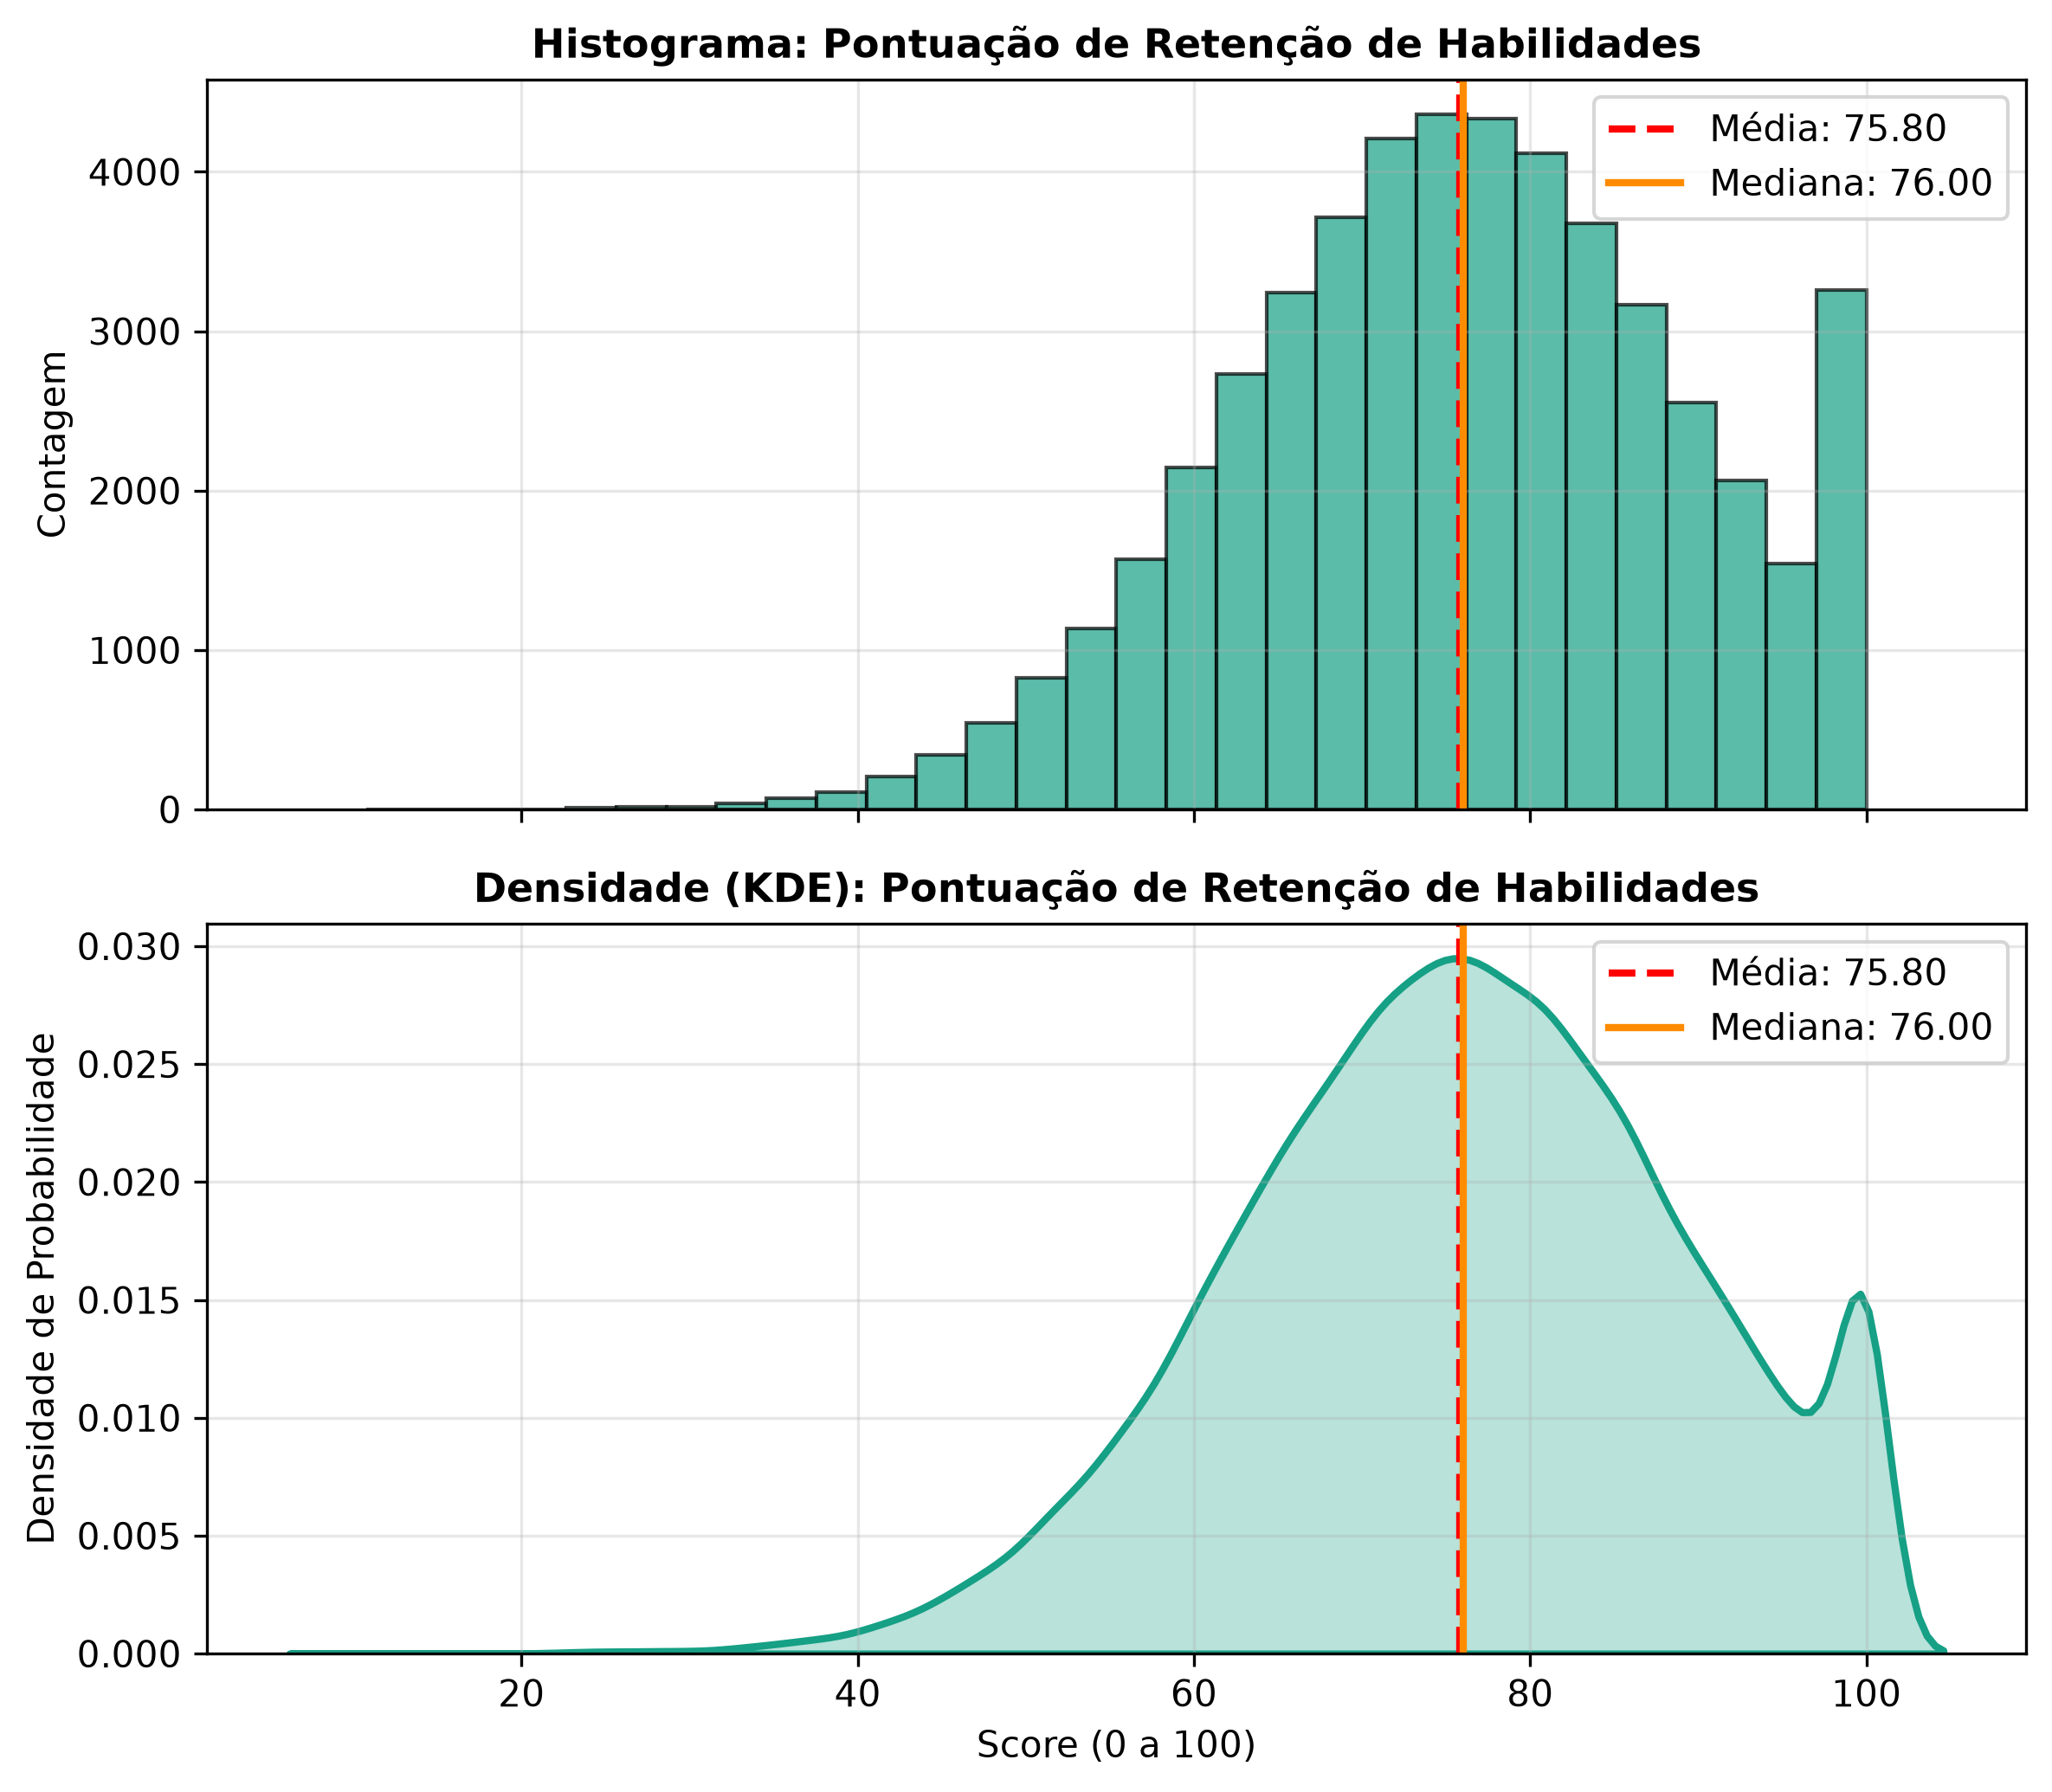 Histograma: Pontuação de Retenção de Habilidades
Média: 75.80
Mediana: 76.00
Contagem
4000
3000
2000
1000
0
Densidade (KDE): Pontuação de Retenção de Habilidades
Média: 75.80
Mediana: 76.00
Densidade de Probabilidade
0.030
0.025
0.020
0.015
0.010
0.005
0.000
20 40 60 80 100
Score (0 a 100)